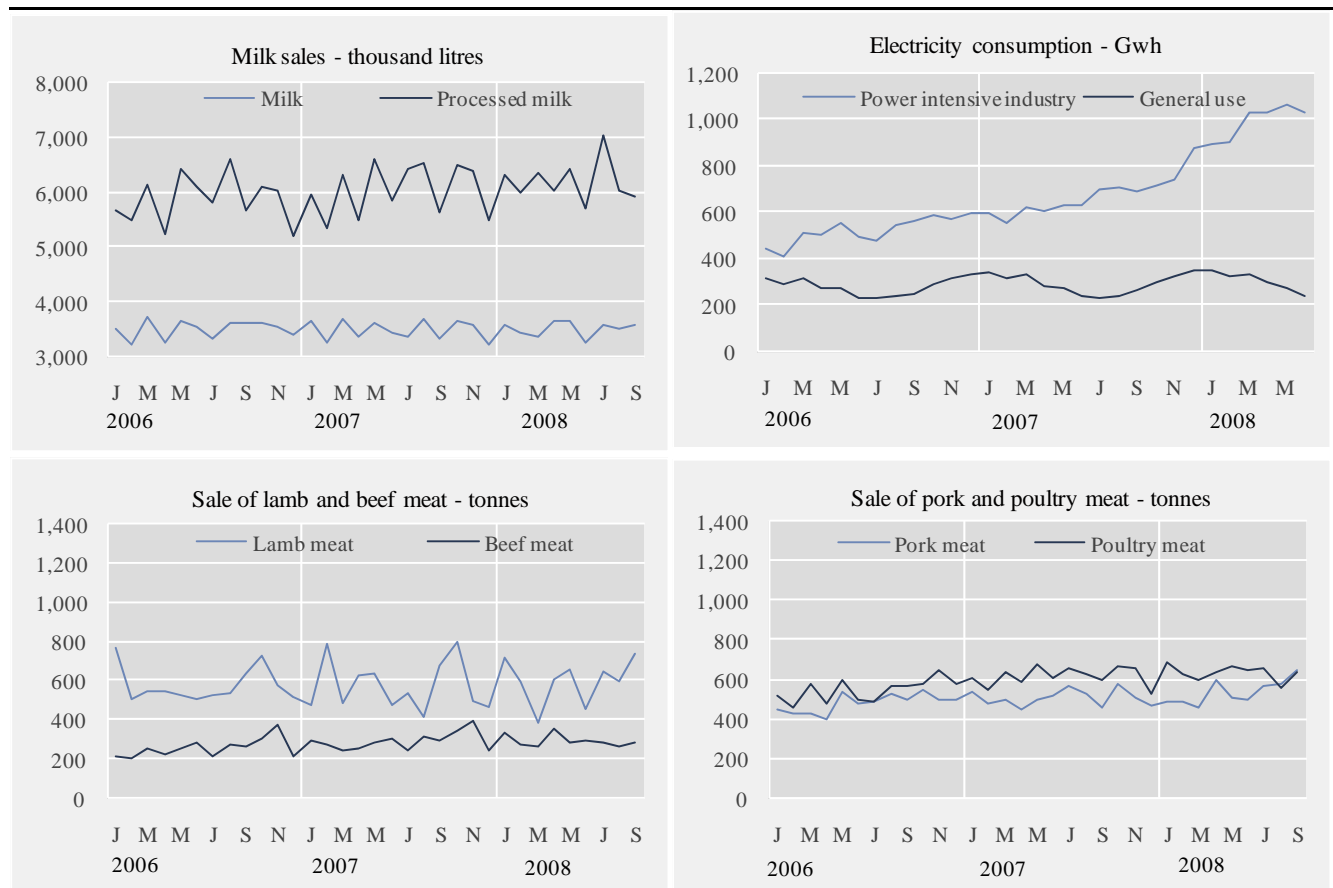 Milk sales - thousand litres
8,000
Milk
Processed milk
7,000
6,000
5,000
4,000
3,000
J M M J S N J M M J S N J M M J S
2006 2007 2008
Electricity consumption - Gwh
1,200
Power intensive industry
General use
1,000
800
600
400
200
0
J M M J S N J M M J S N J M M
2006 2007 2008
Sale of lamb and beef meat - tonnes
1,400
Lamb meat
Beef meat
1,200
1,000
800
600
400
200
0
J M M J S N J M M J S N J M M J S
2006 2007 2008
Sale of pork and poultry meat - tonnes
1,400
Pork meat
Poultry meat
1,200
1,000
800
600
400
200
0
J M M J S N J M M J S N J M M J S
2006 2007 2008